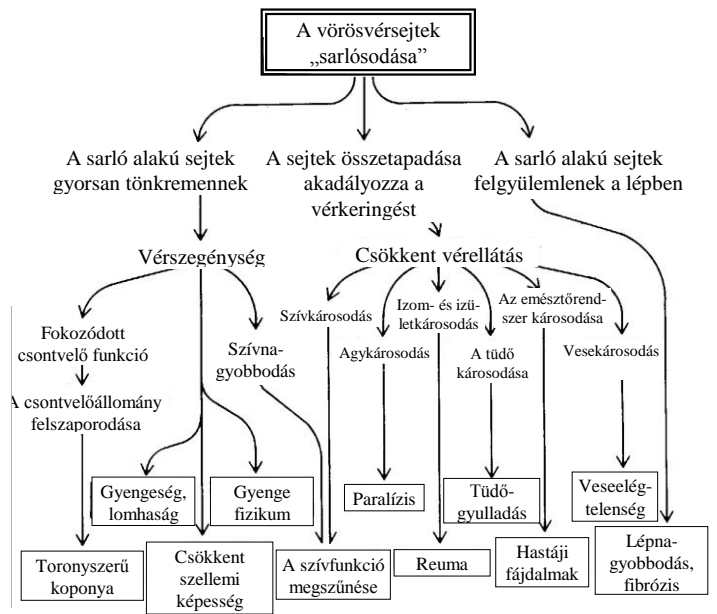 A vörösvérsejtek
„sarlósodása”
A sarló alakú sejtek
gyorsan tönkremennek
A sejtek összetapadása
akadályozza a
vérkeringést
A sarló alakú sejtek
felgyülemlenek a lépben
Vérszegénység
Csökkent vérellátás
Fokozódott
csontvelő funkció
A csontvelőállomány
felszaporodása
Szívna-
gyobbodás
Szívkárosodás
Agykárosodás
Izom- és izü-
letkárosodás
A tüdő
károsodása
Az emésztőrend-
szer károsodása
Vesekárosodás
Gyengeség,
lomhaság
Gyenge
fizikum
Paralízis
Tüdő-
gyulladás
Veseelég-
telenség
Toronyszerű
koponya
Csökkent
szellemi
képesség
A szívfunkció
megszűnése
Reuma
Hastáji
fájdalmak
Lépna-
gyobbodás,
fibrózis